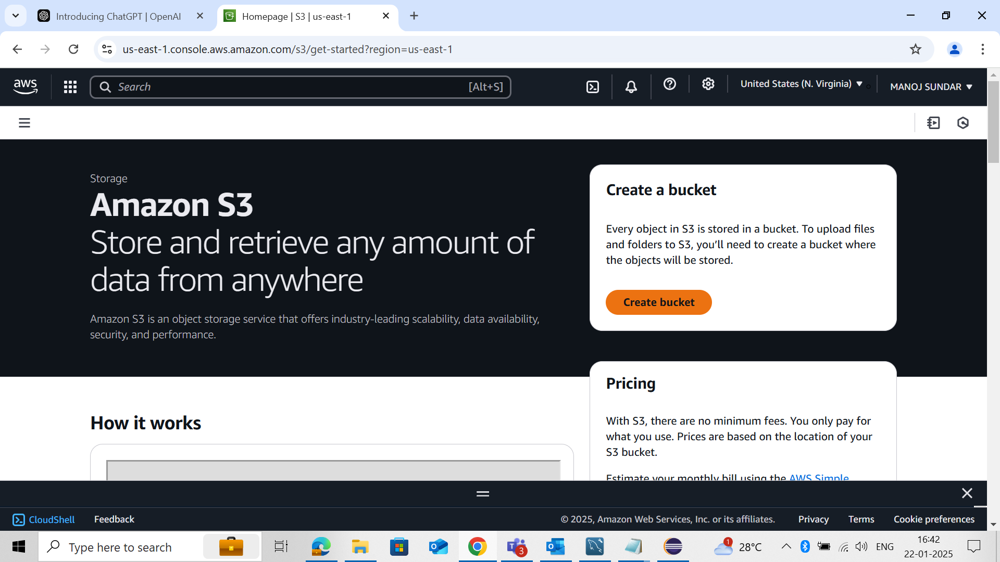 Introducing ChatGPT | OpenAI
Homepage | S3 | us-east-1
us-east-1.console.aws.amazon.com/s3/get-started?region=us-east-1
aws
Search
[Alt+S]
United States (N. Virginia)
MANOJ SUNDAR
Storage
Amazon S3
Store and retrieve any amount of
data from anywhere
Amazon S3 is an object storage service that offers industry-leading scalability, data availability,
security, and performance.
Create a bucket
Every object in S3 is stored in a bucket. To upload files
and folders to S3, you’ll need to create a bucket where
the objects will be stored.
Create bucket
Pricing
With S3, there are no minimum fees. You only pay for
what you use. Prices are based on the location of your
S3 bucket.
Estimate your monthly bill using the AWS Simple
How it works
CloudShell
Feedback
© 2025, Amazon Web Services, Inc. or its affiliates.
Privacy
Terms
Cookie preferences
Type here to search
3
1
28°C
ENG
16:42
22-01-2025